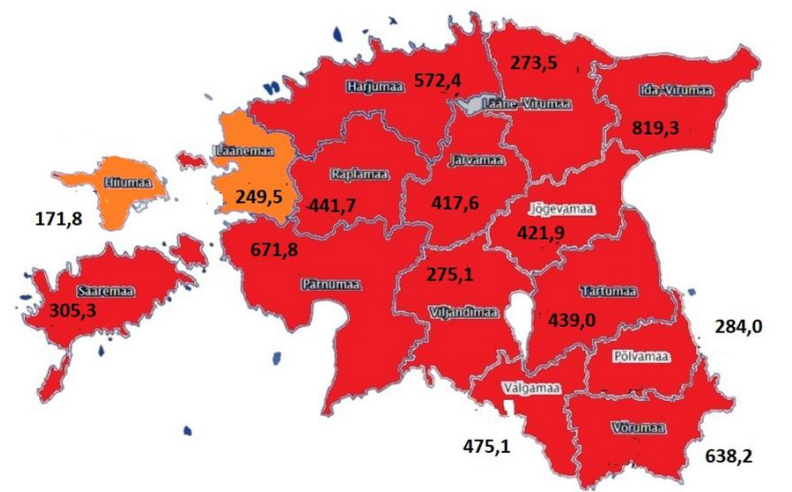 273,5
Harjumaa 572,4
Ida-Virumaa
Lääne-Virumaa
819,3
Läänemaa
Järvamaa
Raplamaa
Hiiumaa
249,5
441,7
417,6
Jõgevamaa
171,8
421,9
671,8
275,1
Pärnumaa
Saaremaa
Tartumaa
305,3
Viljandimaa
439,0
284,0
Põlvamaa
Valgamaa
Võrumaa
475,1
638,2